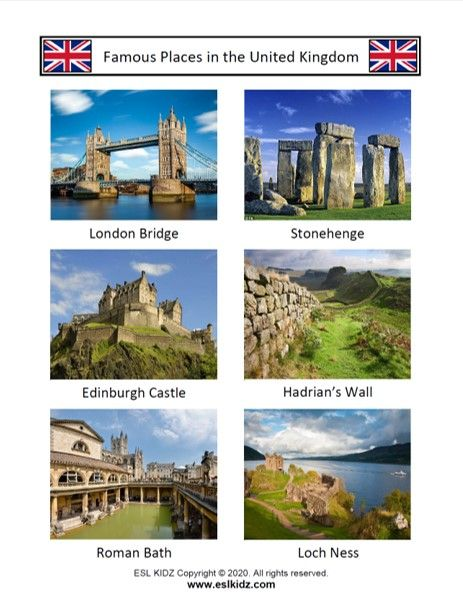 Famous Places in the United Kingdom
London Bridge
Stonehenge
Edinburgh Castle
Hadrian’s Wall
Roman Bath
Loch Ness
ESL KIDZ Copyright © 2020. All rights reserved.
www.eslkidz.com